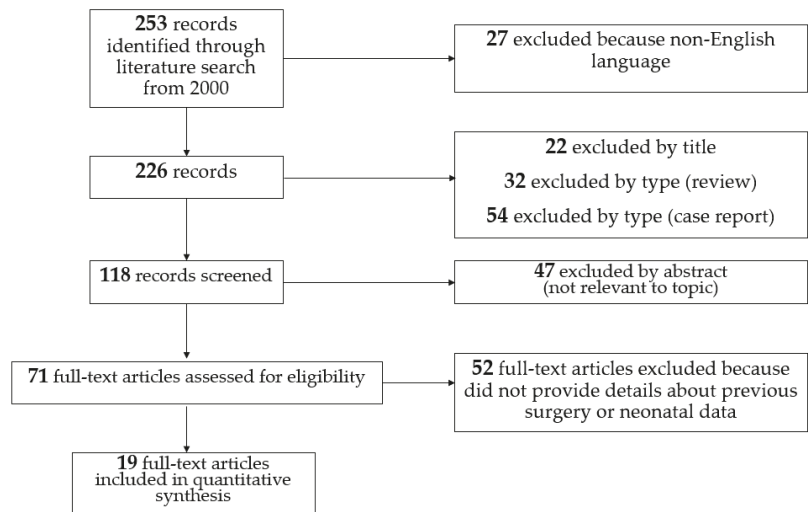 253 records
identified through
literature search
from 2000
27 excluded because non-English
language
226 records
22 excluded by title
32 excluded by type (review)
54 excluded by type (case report)
118 records screened
47 excluded by abstract
(not relevant to topic)
71 full-text articles assessed for eligibility
52 full-text articles excluded because
did not provide details about previous
surgery or neonatal data
19 full-text articles
included in quantitative
synthesis